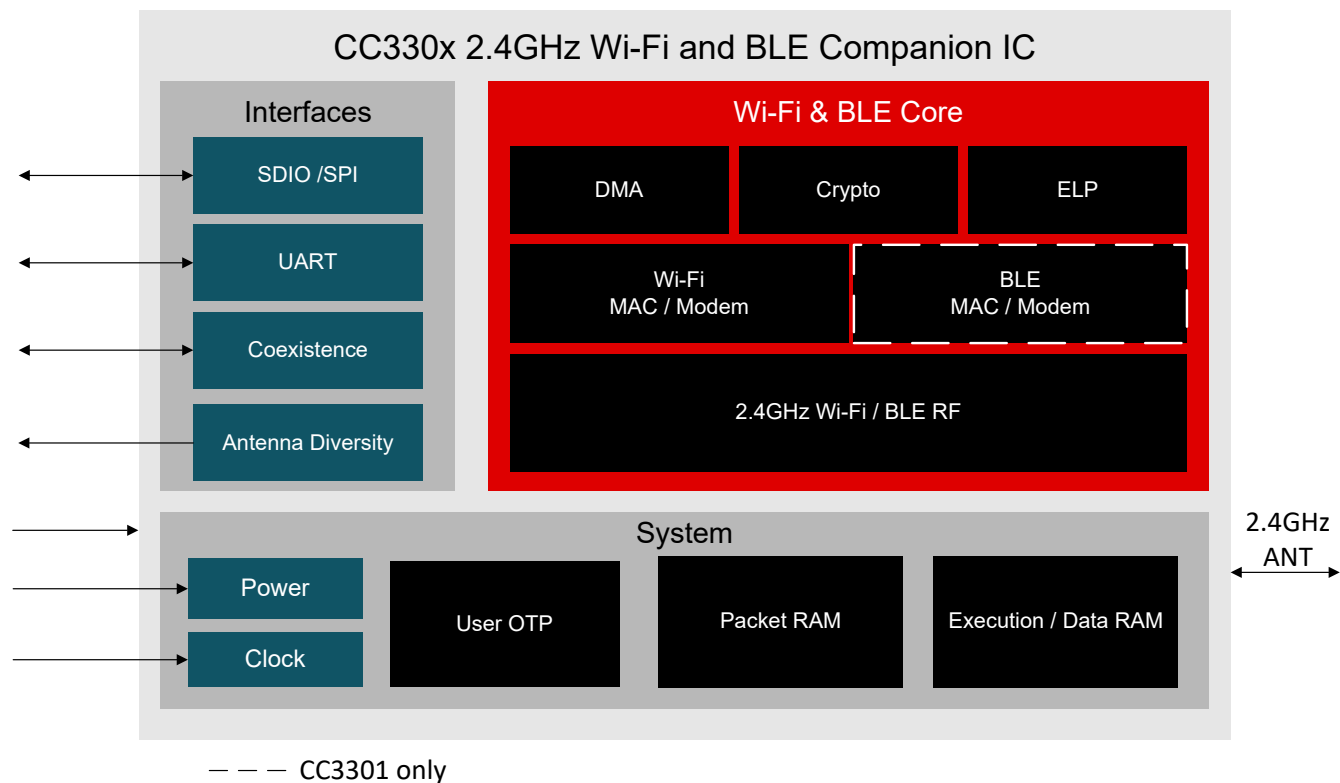 CC330x 2.4GHz Wi-Fi and BLE Companion IC
Interfaces
SDIO /SPI
UART
Coexistence
Antenna Diversity
Wi-Fi & BLE Core
DMA
Crypto
ELP
Wi-Fi
MAC / Modem
BLE
MAC / Modem
2.4GHz Wi-Fi / BLE RF
System
Power
Clock
User OTP
Packet RAM
Execution / Data RAM
2.4GHz
ANT
CC3301 only